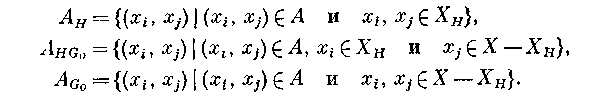 A_H = {(x_i, x_j) | (x_i, x_j) ∈ A и x_i, x_j ∈ X_H},
A_{HG_0} = {(x_i, x_j) | (x_i, x_j) ∈ A, x_i ∈ X_H и x_j ∈ X — X_H},
A_{G_0} = {(x_i, x_j) | (x_i, x_j) ∈ A и x_i, x_j ∈ X — X_H}.